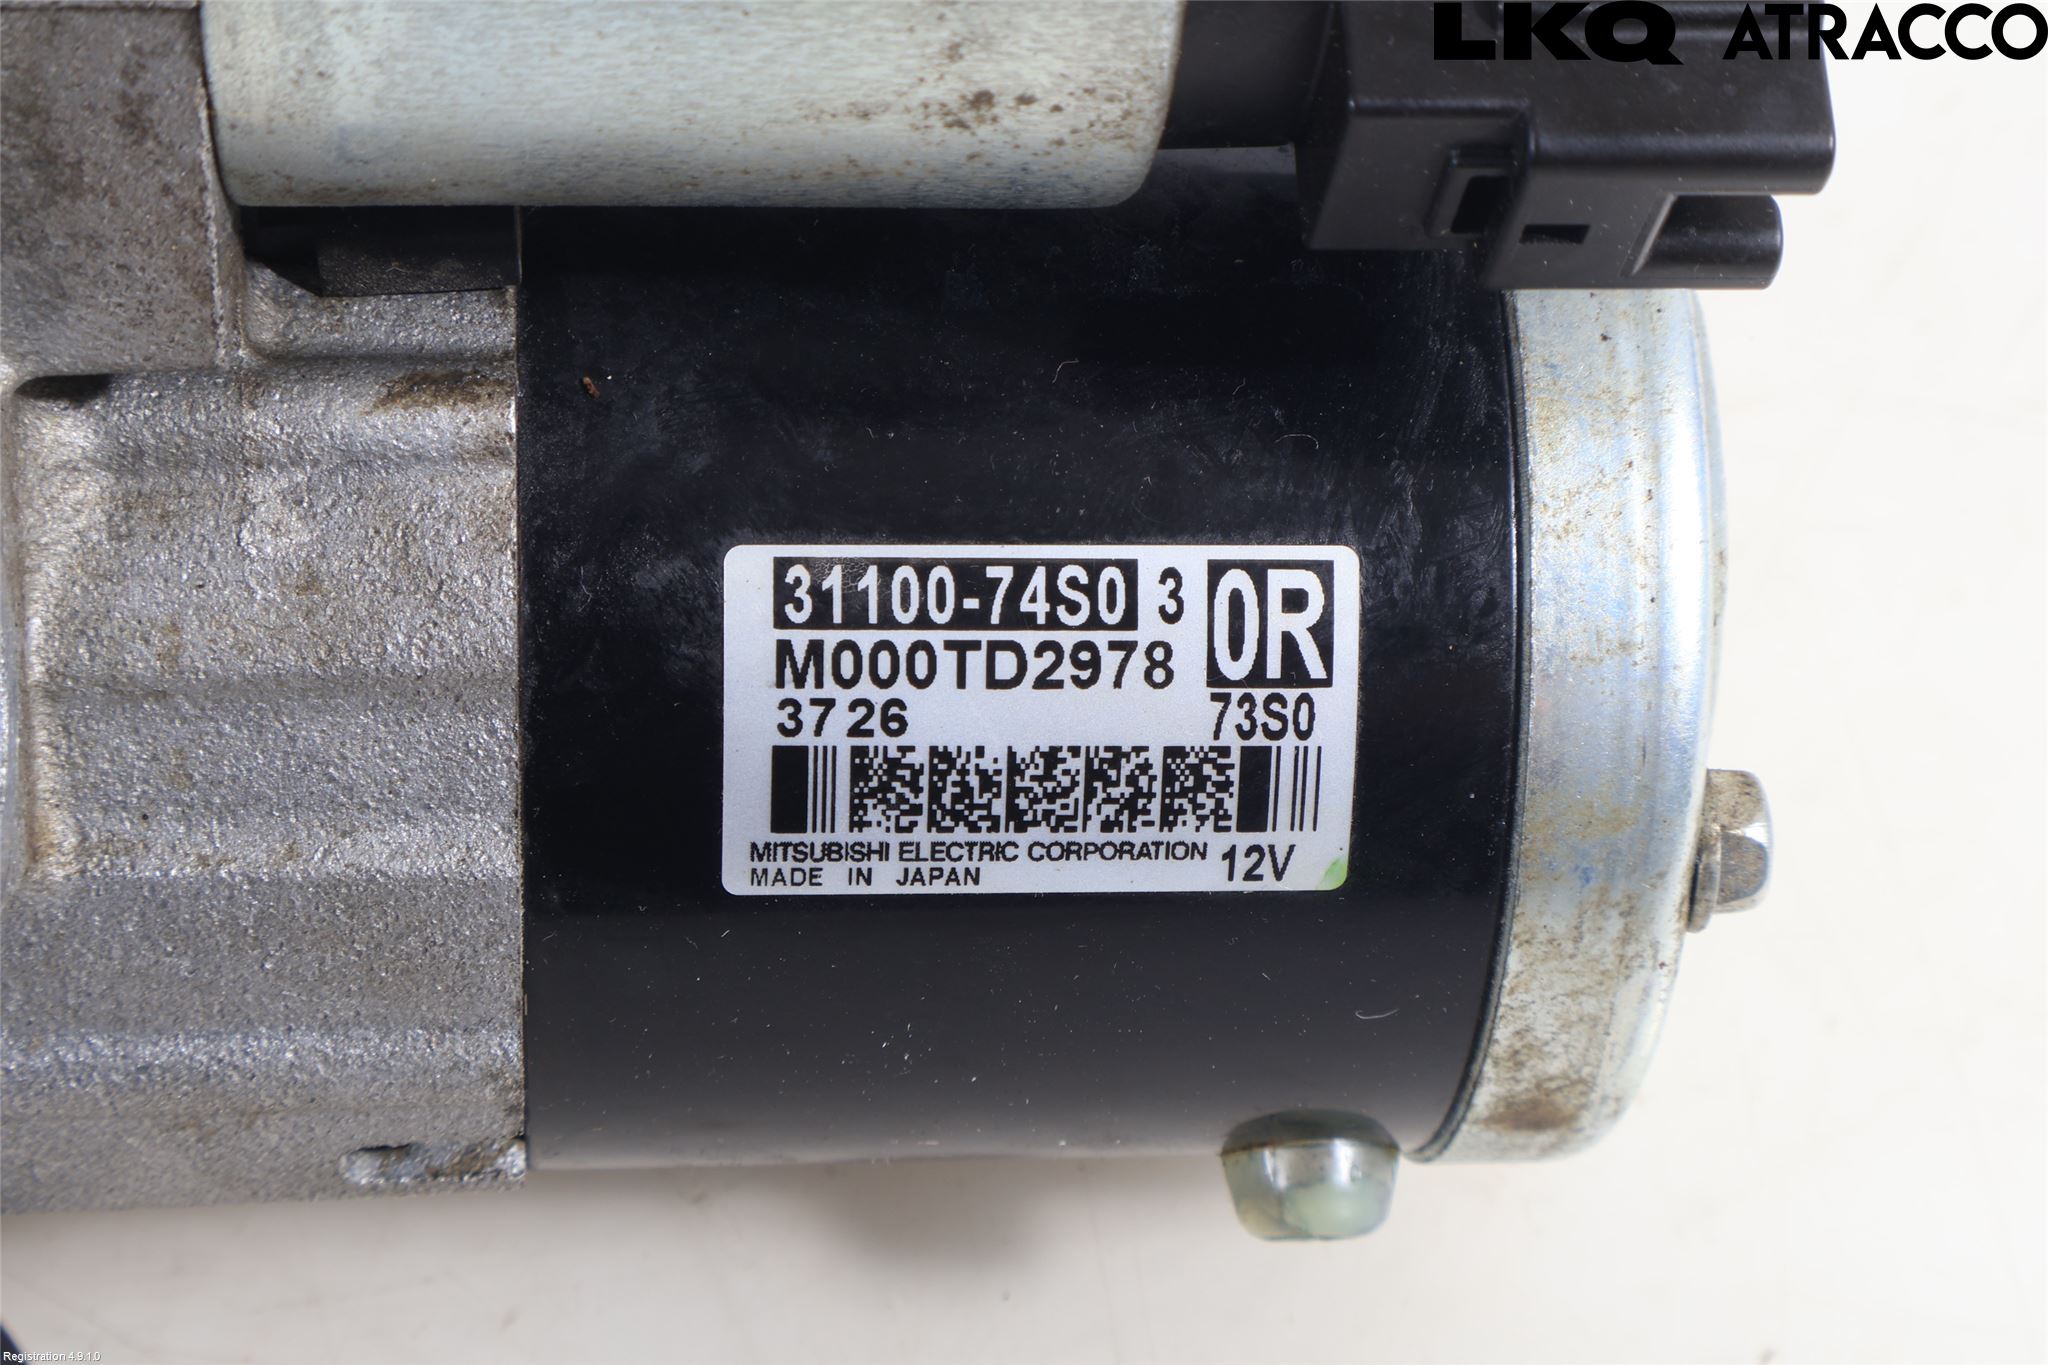 LKQ ATRACCO
31100-74S0 3 0R
M000TD2978
3726 73S0
MITSUBISHI ELECTRIC CORPORATION 12V
MADE IN JAPAN
Registration 4.9.1.0